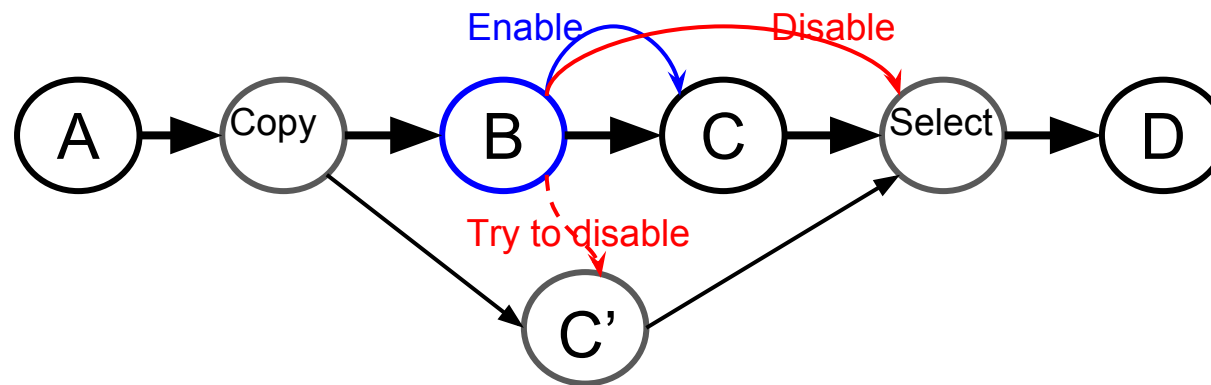 Enable
Disable
A
Copy
B
C
Select
D
Try to disable
C’